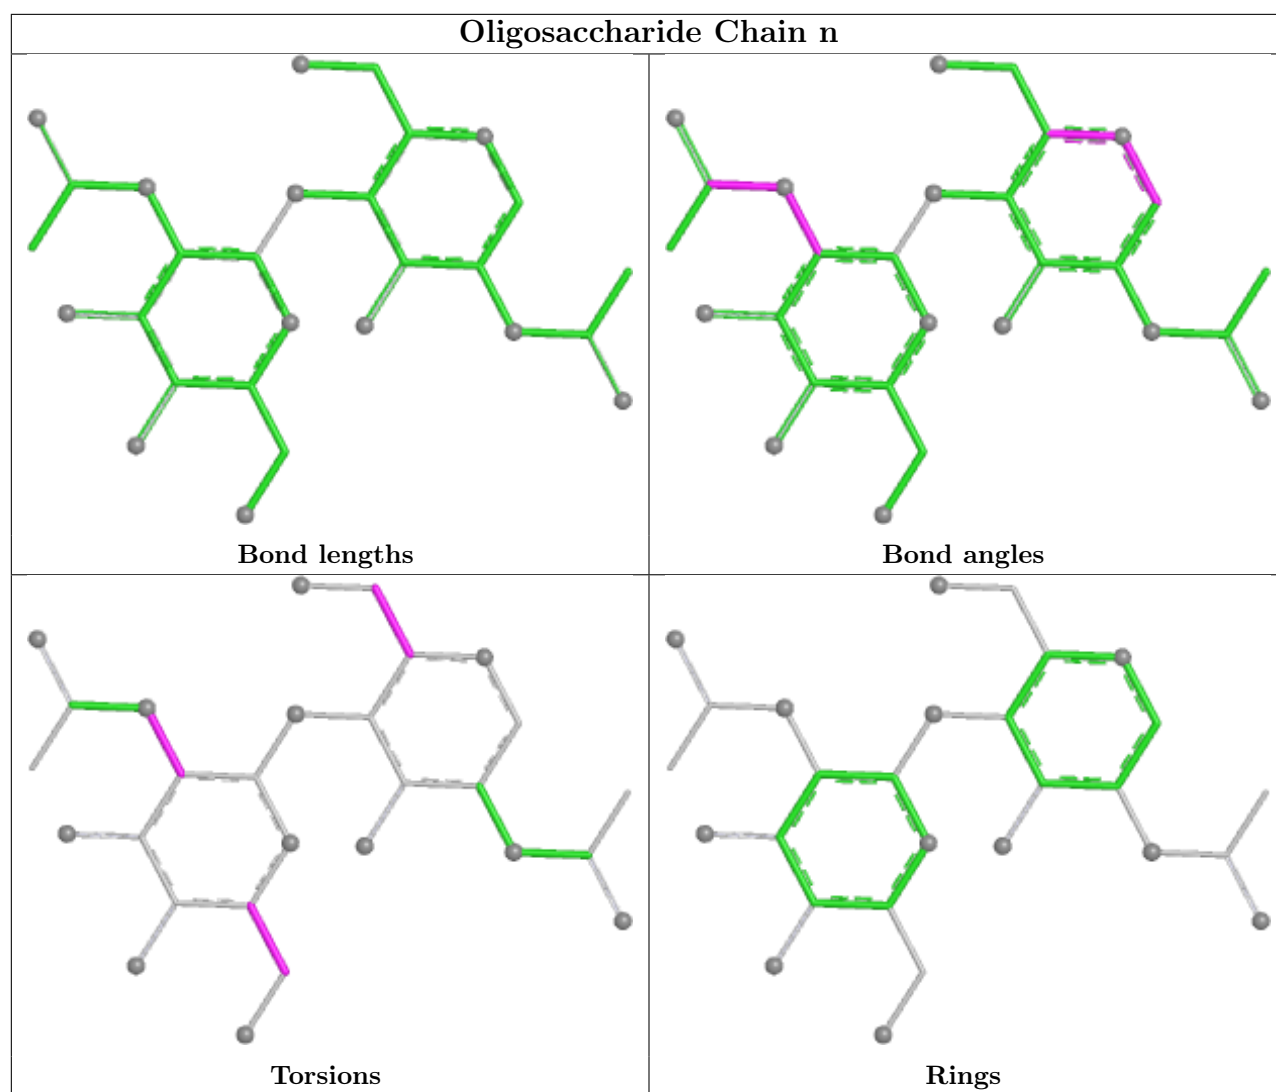 Oligosaccharide Chain n
Bond lengths
Bond angles
Torsions
Rings